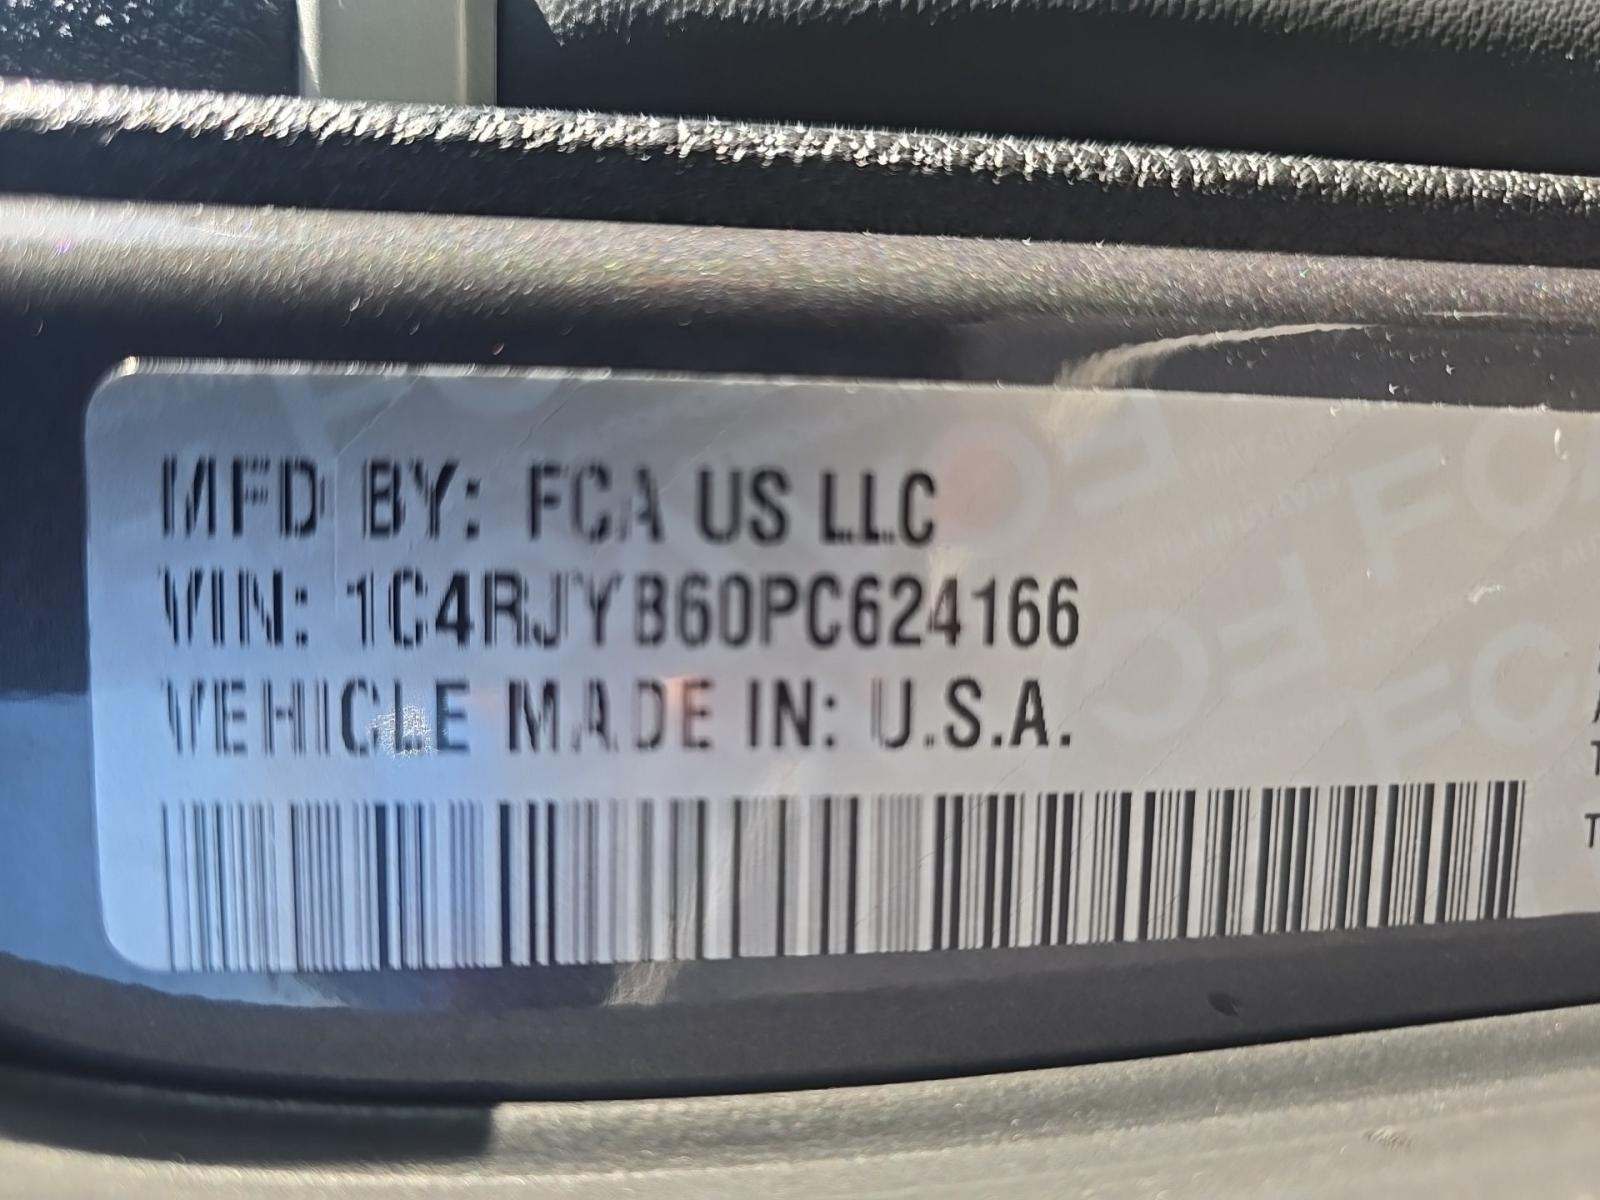 MFD BY: FCA US LLC
VIN: 1C4RJYB60PC624166
VEHICLE MADE IN: U.S.A.